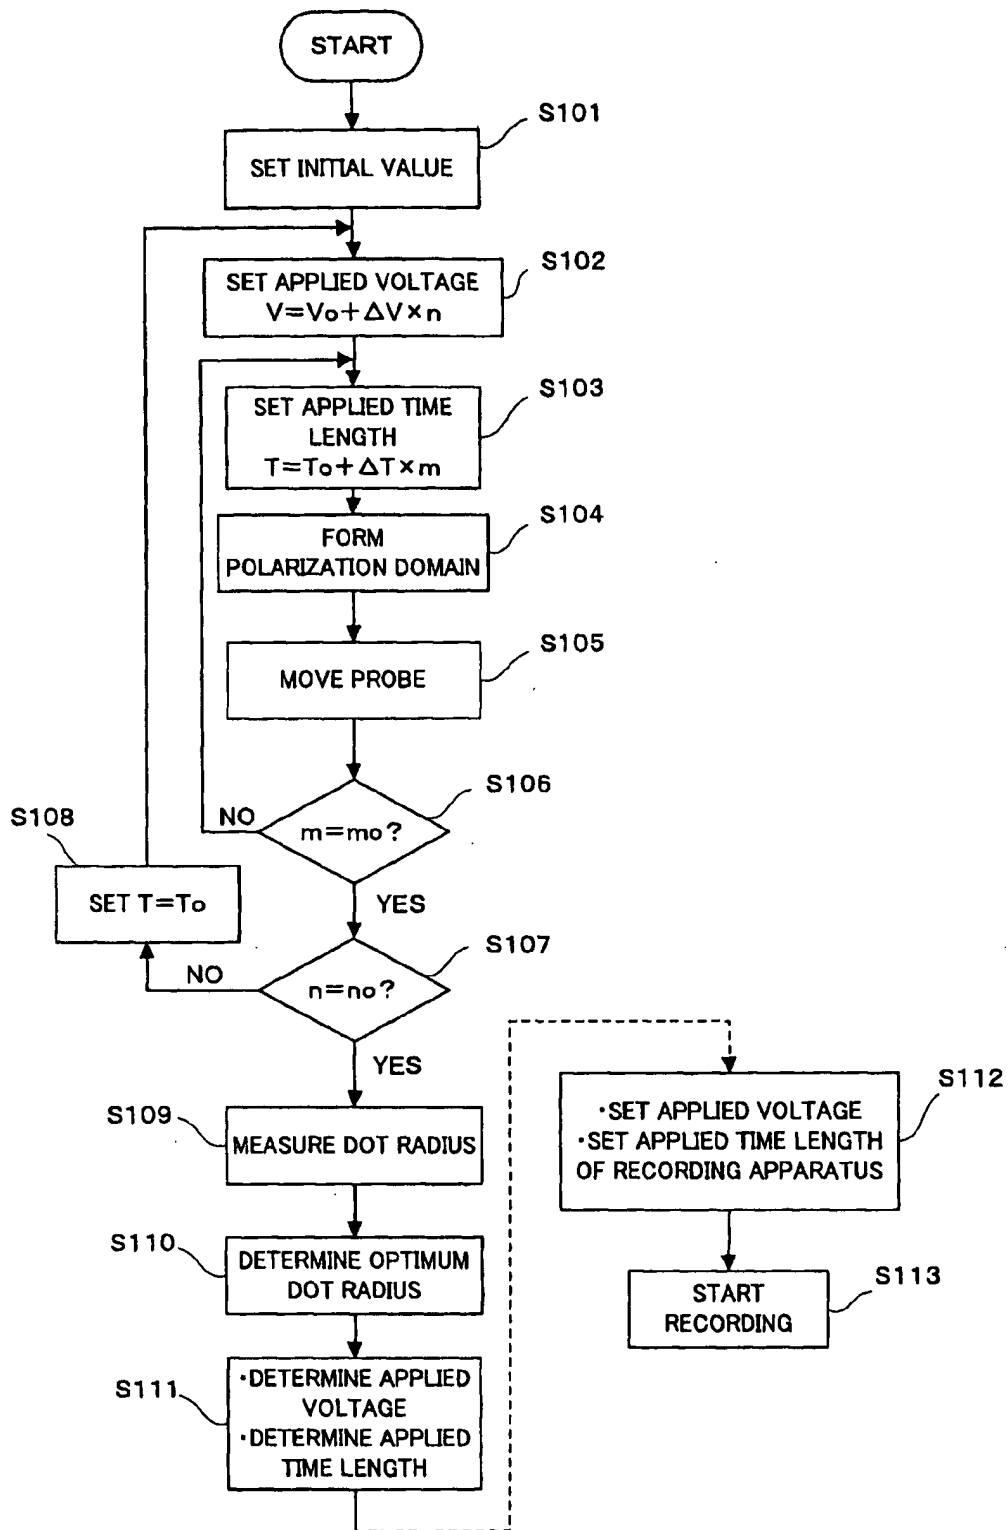 START
S101
SET INITIAL VALUE
S102
SET APPLIED VOLTAGE
V=Vo+ΔV×n
S103
SET APPLIED TIME
LENGTH
T=To+ΔT×m
S104
FORM
POLARIZATION DOMAIN
S105
MOVE PROBE
S106
m=mo?
NO
YES
S108
SET T=To
S107
n=no?
NO
YES
S109
MEASURE DOT RADIUS
S110
DETERMINE OPTIMUM
DOT RADIUS
S111
・DETERMINE APPLIED
VOLTAGE
・DETERMINE APPLIED
TIME LENGTH
S112
・SET APPLIED VOLTAGE
・SET APPLIED TIME LENGTH
OF RECORDING APPARATUS
S113
START
RECORDING